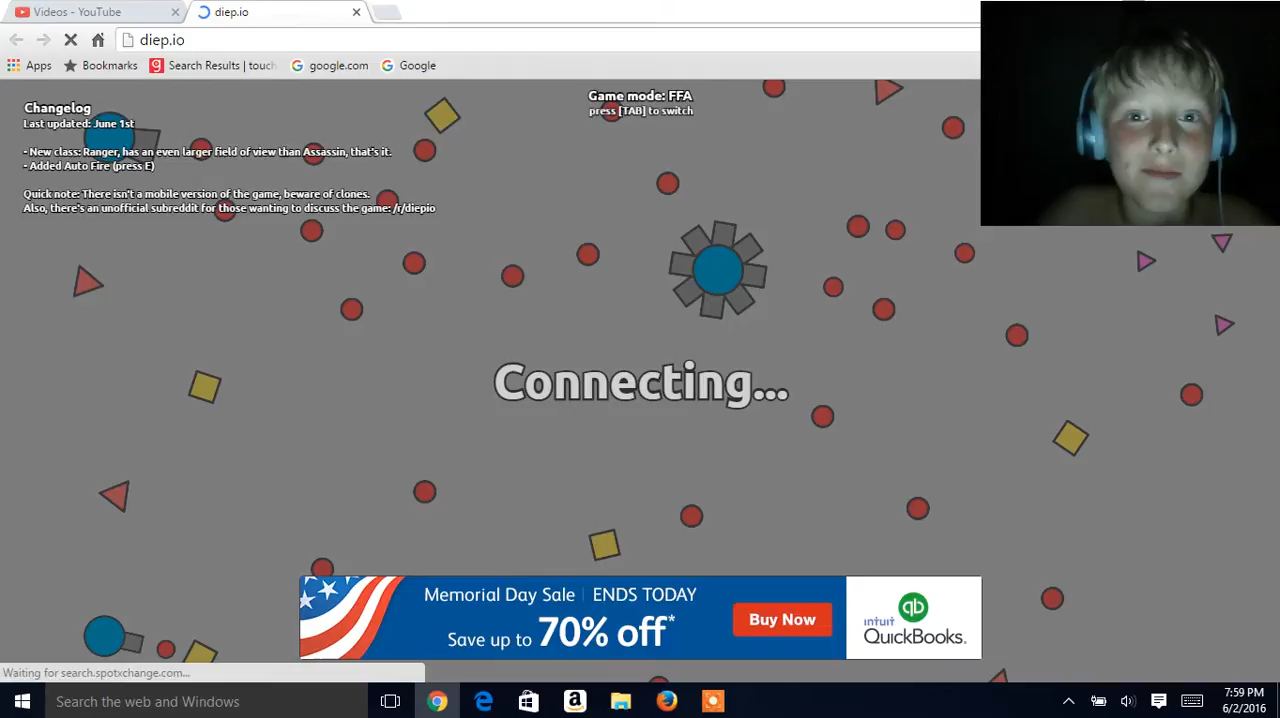 Videos - YouTube
diep.io
diep.io
Apps
Bookmarks
Search Results | touch
google.com
Google
Changelog
Last updated: June 1st
- New class: Ranger, has an even larger field of view than Assassin, that's it.
- Added Auto Fire (press E)
Quick note: There isn't a mobile version of the game, beware of clones.
Also, there's an unofficial subreddit for those wanting to discuss the game: /r/diepio
Game mode: FFA
press [TAB] to switch
Connecting...
Memorial Day Sale | ENDS TODAY
Save up to 70% off*
Buy Now
qb
intuit
QuickBooks.
Waiting for search.spotxchange.com...
Search the web and Windows
7:59 PM
6/2/2016